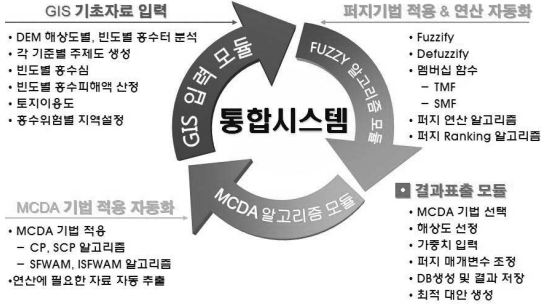 GIS 기초자료 입력
• DEM 해상도별, 빈도별 홍수터 분석
• 각 기준별 주제도 생성
• 빈도별 홍수심
• 빈도별 홍수피해액 산정
• 토지이용도
• 홍수위험별 지역설정
퍼지기법 적용 & 연산 자동화
• Fuzzify
• Defuzzify
• 멤버십 함수
– TMF
– SMF
• 퍼지 연산 알고리즘
• 퍼지 Ranking 알고리즘
GIS 입력 모듈
FUZZY 알고리즘 모듈
통합시스템
MCDA 알고리즘 모듈
MCDA 기법 적용 자동화
• MCDA 기법 적용
– CP, SCP 알고리즘
– SFWAM, ISFWAM 알고리즘
•연산에 필요한 자료 자동 추출
결과표출 모듈
• MCDA 기법 선택
• 해상도 선정
• 가중치 입력
• 퍼지 매개변수 조정
• DB생성 및 결과 저장
• 최적 대안 생성